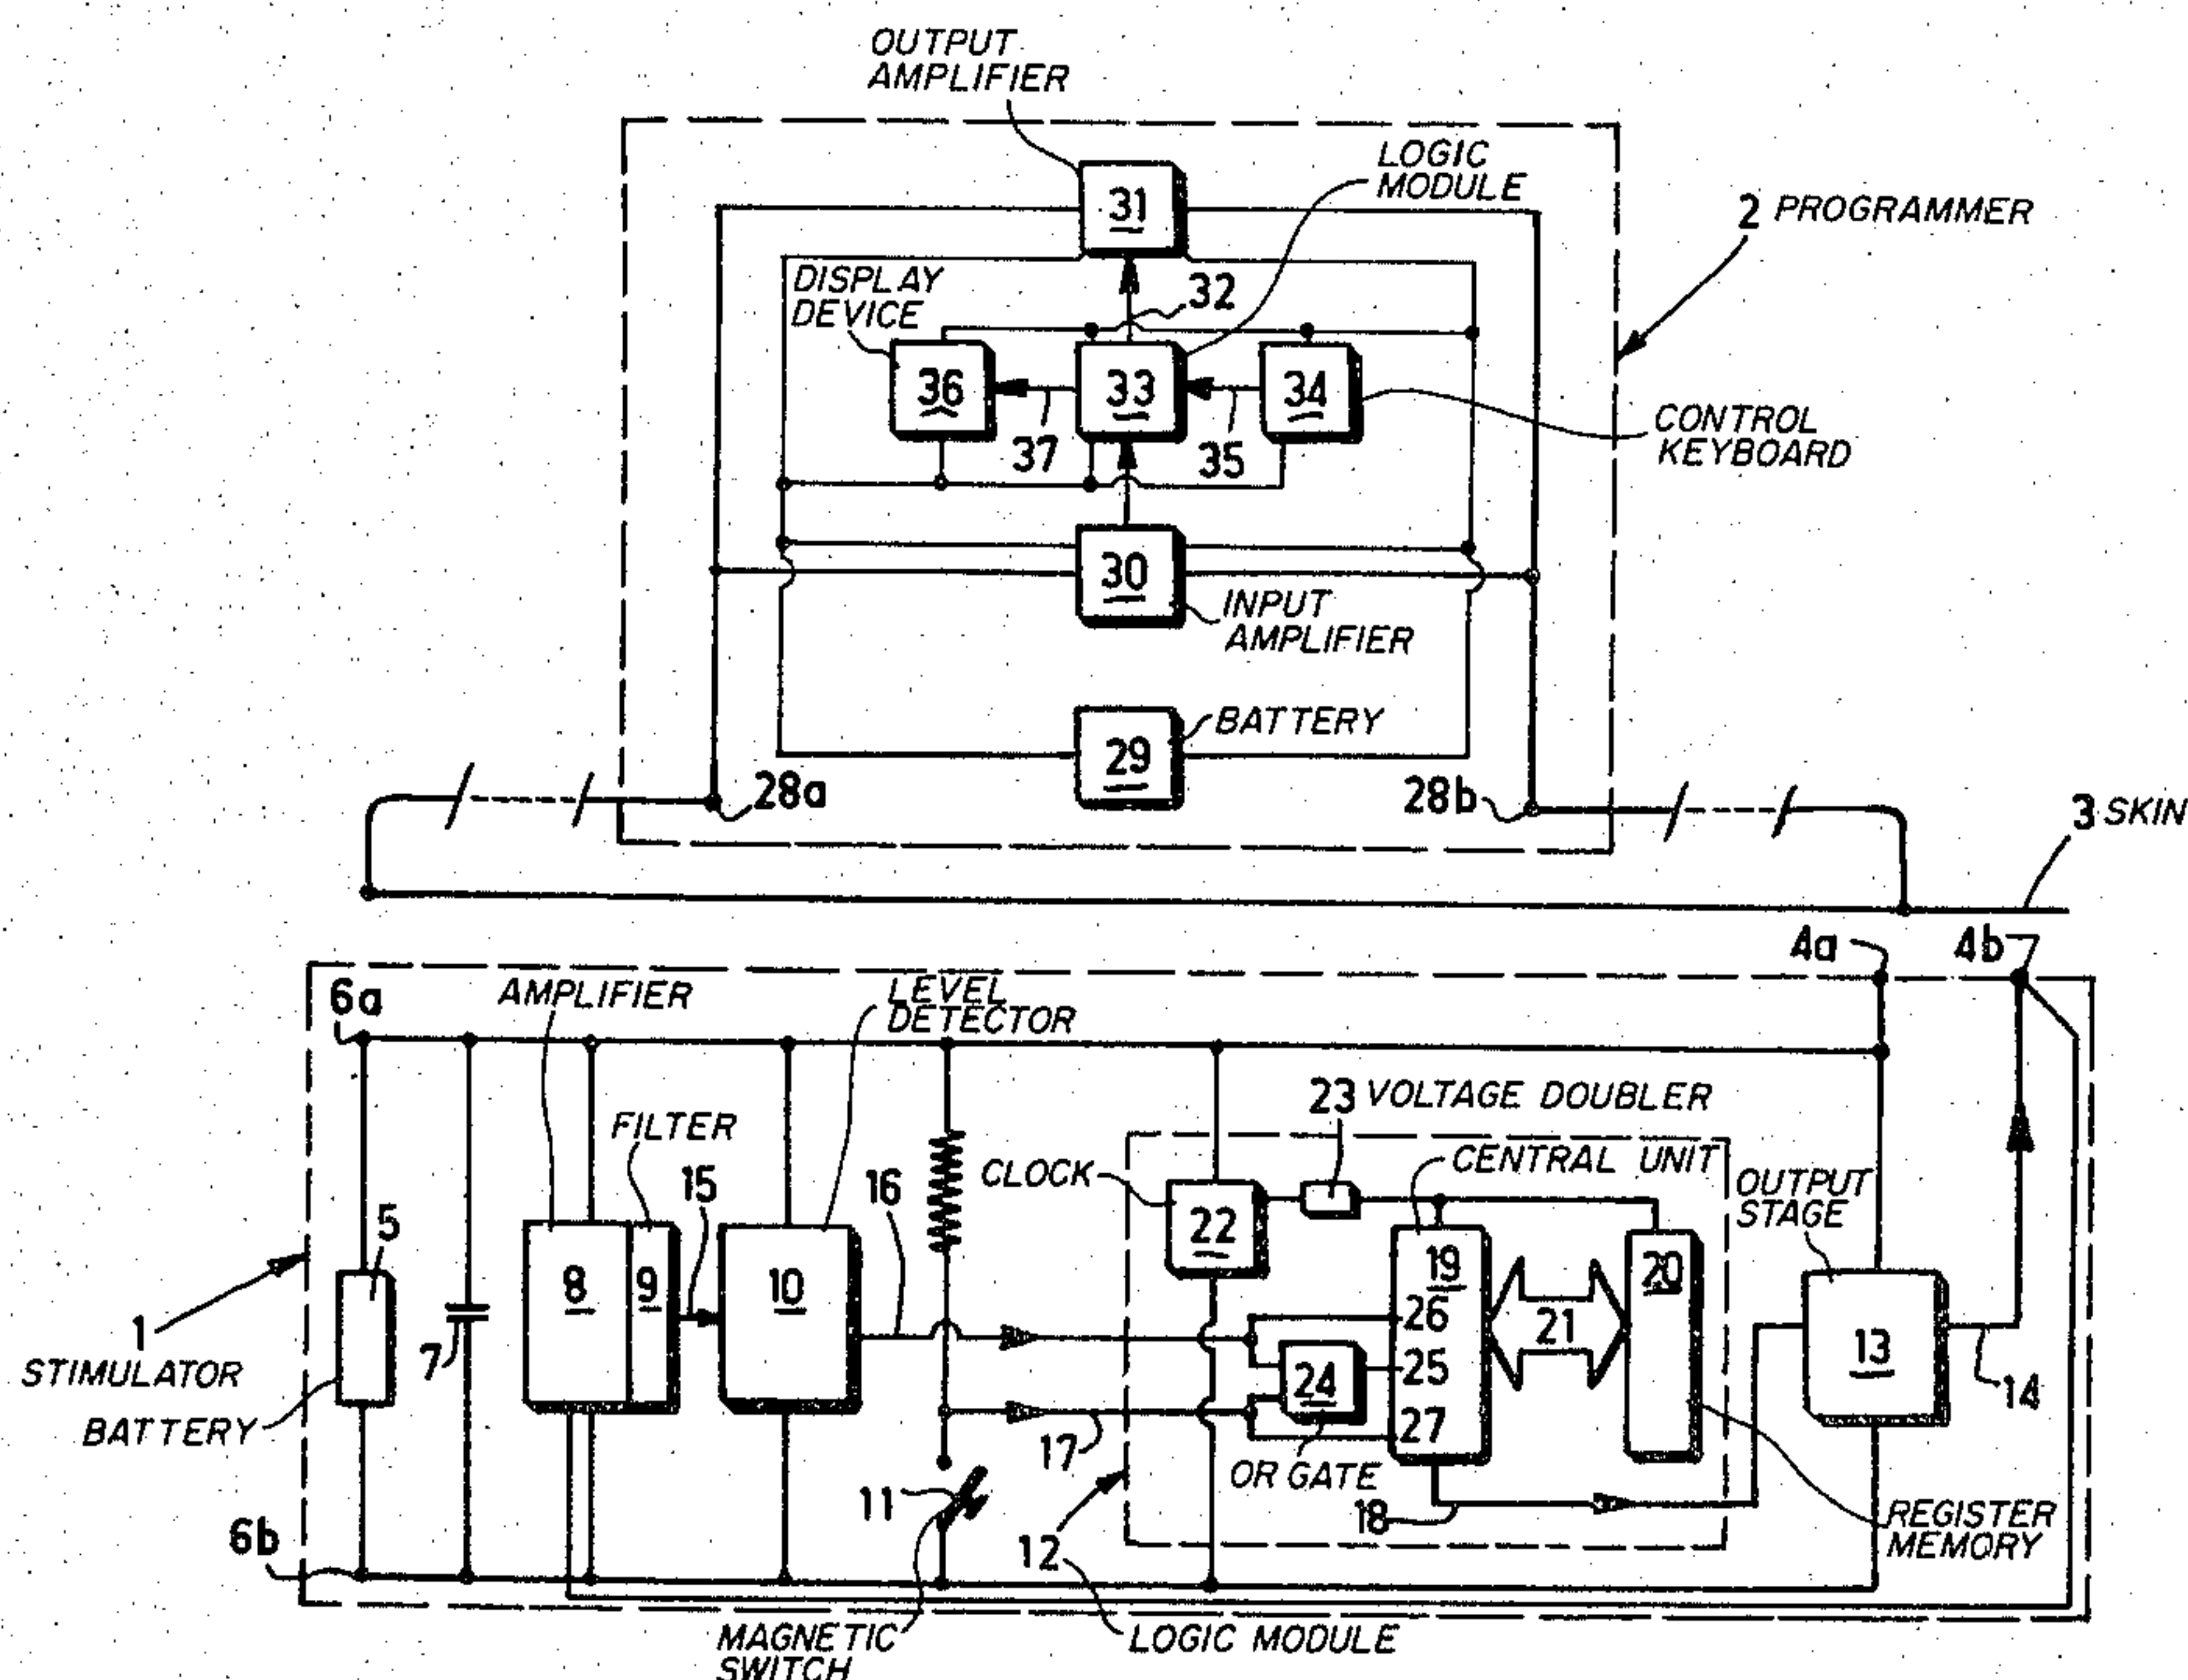 OUTPUT
AMPLIFIER
LOGIC
MODULE
31
2 PROGRAMMER
DISPLAY
DEVICE
32
36
33
34
37
35
CONTROL
KEYBOARD
30
INPUT
AMPLIFIER
BATTERY
29
28a
28b
3 SKIN
4a
4b
6a
AMPLIFIER
LEVEL
DETECTOR
23 VOLTAGE DOUBLER
FILTER
15
16
CLOCK
CENTRAL UNIT
OUTPUT
STAGE
5
22
19
20
8
9
10
26
21
1
STIMULATOR
7
24
25
13
14
BATTERY
17
27
OR GATE
11
18
REGISTER
MEMORY
6b
12
MAGNETIC
SWITCH
LOGIC MODULE